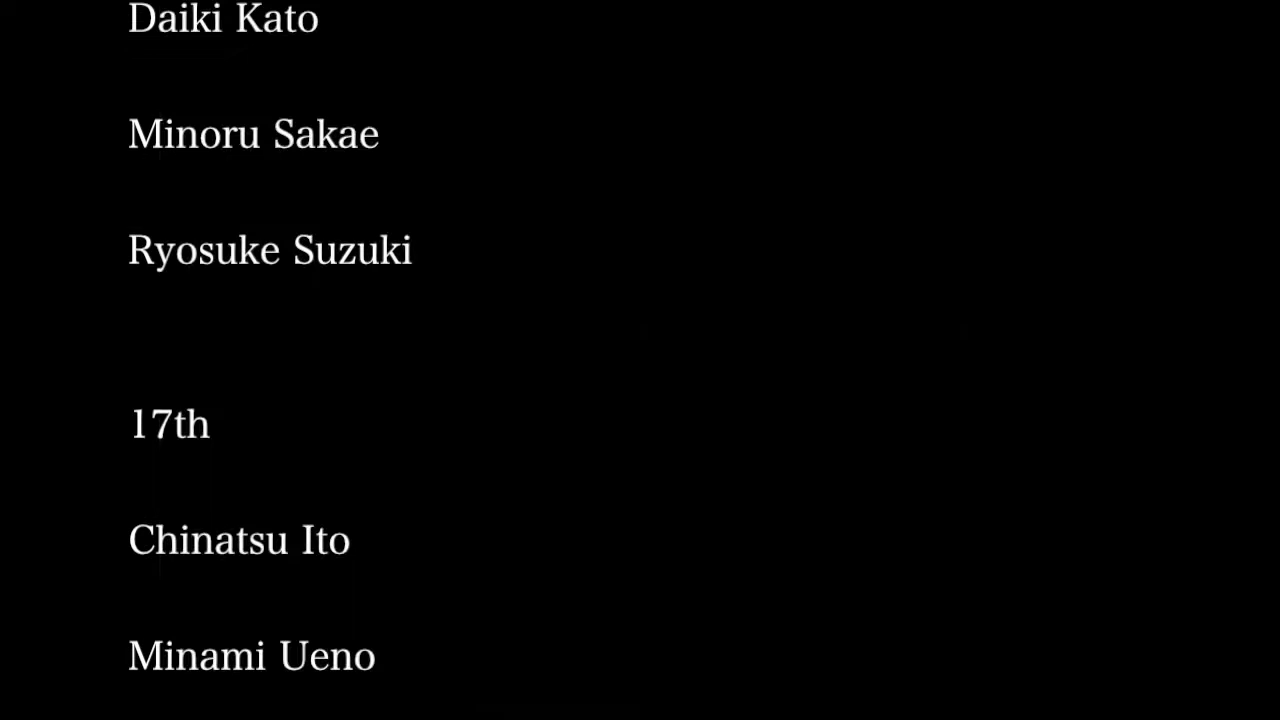 Daiki Kato
Minoru Sakae
Ryosuke Suzuki
17th
Chinatsu Ito
Minami Ueno